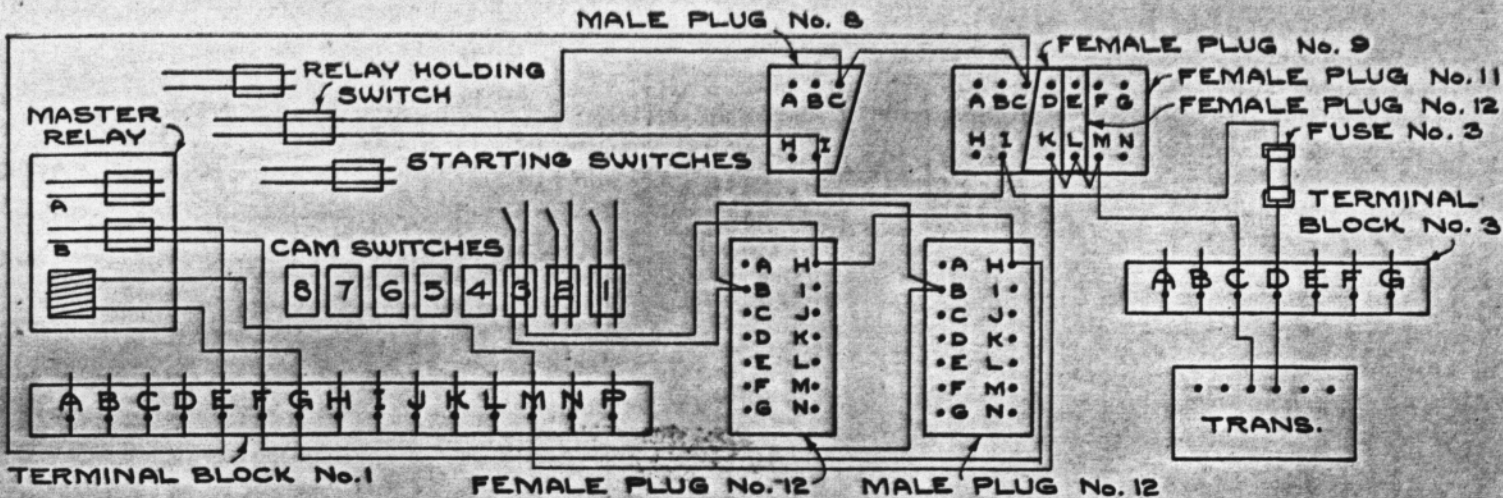 MALE PLUG No. 8
FEMALE PLUG No. 9
FEMALE PLUG No. 11
FEMALE PLUG No. 12
FUSE No. 3
RELAY HOLDING
SWITCH
MASTER
RELAY
STARTING SWITCHES
A
B
CAM SWITCHES
8 7 6 5 4 3 2 1
A B C
H I
A B C D E F G
H I K L M N
TERMINAL
BLOCK No. 3
A B C D E F G
TRANS.
A H
B I
C J
D K
E L
F M
G N
A H
B I
C J
D K
E L
F M
G N
A B C D E F G H I J K L M N P
TERMINAL BLOCK No. 1
FEMALE PLUG No. 12
MALE PLUG No. 12